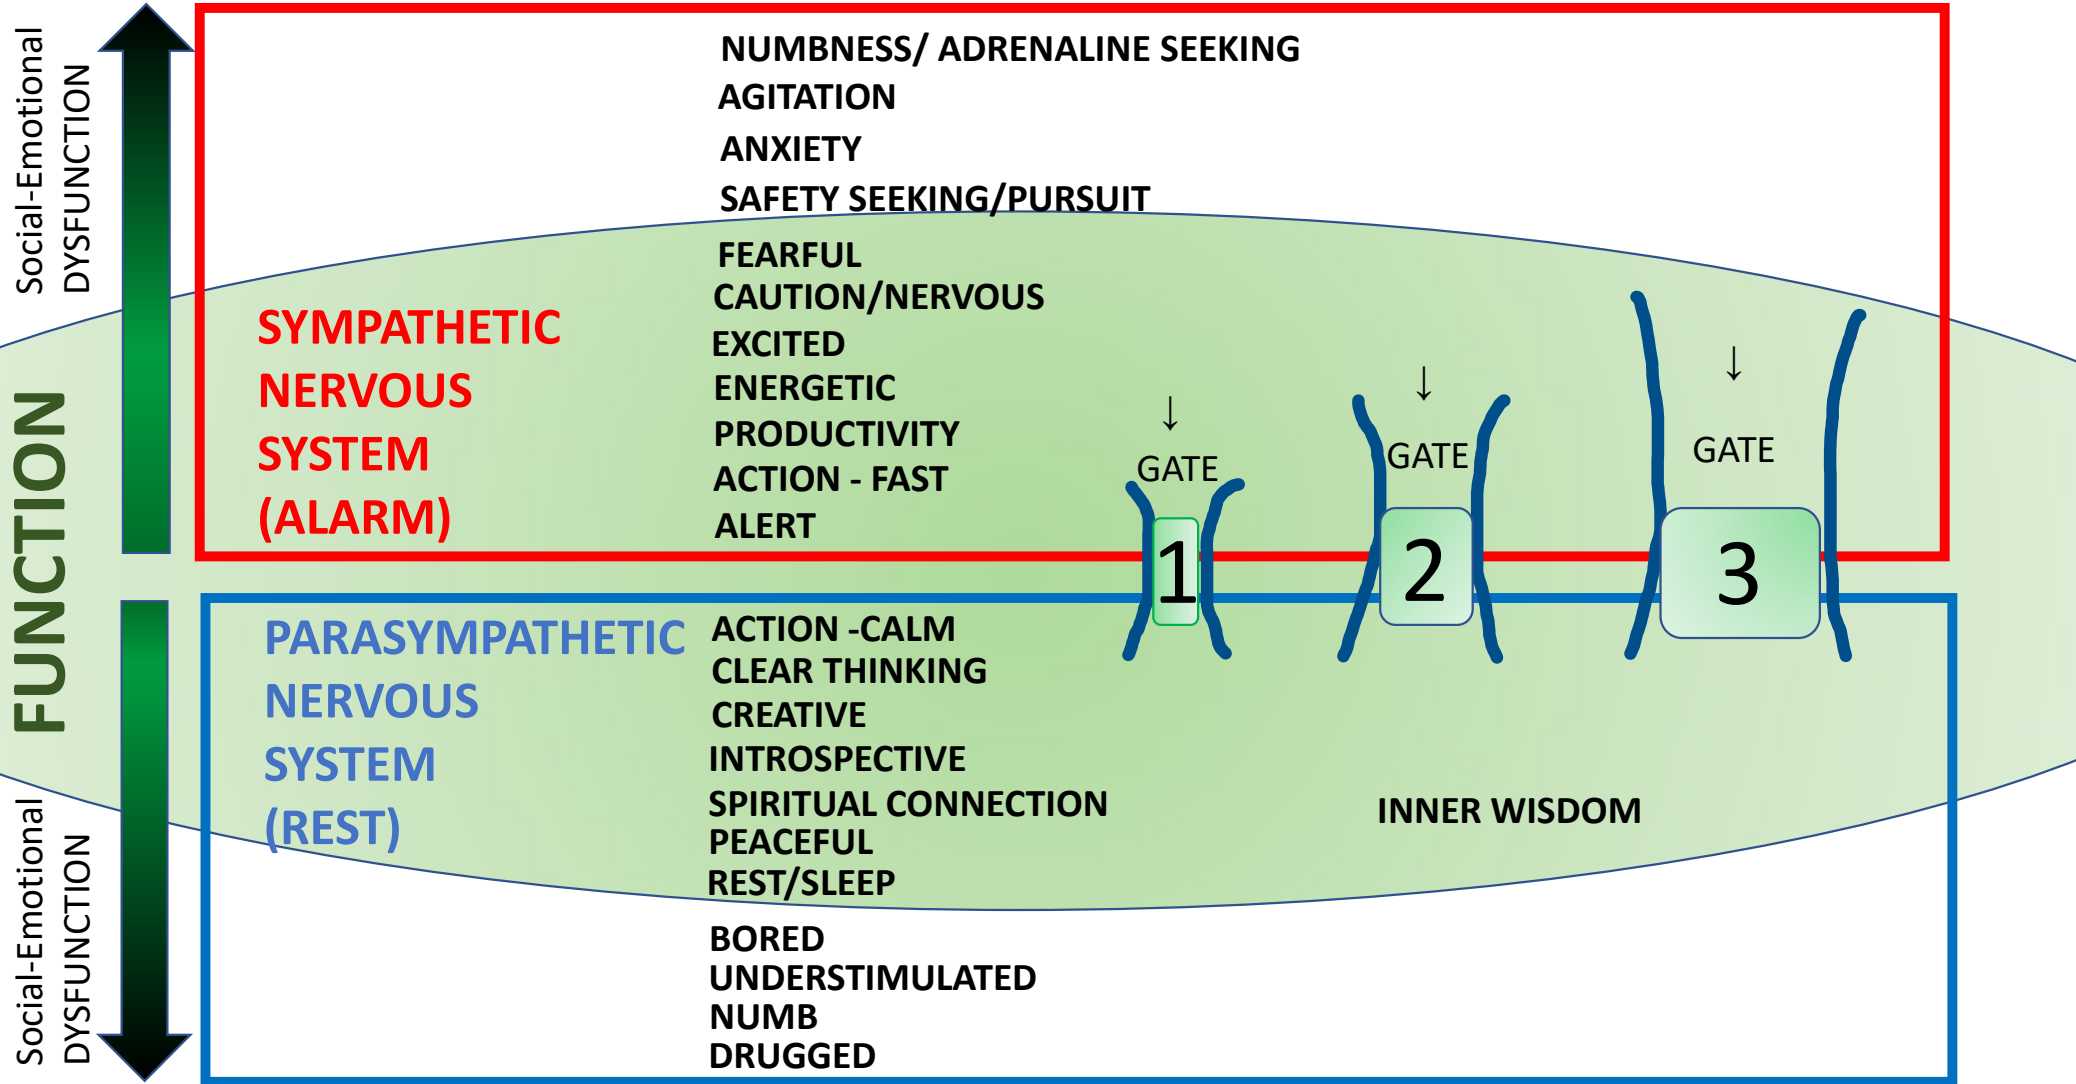 Social-Emotional
DYSFUNCTION
FUNCTION
Social-Emotional
DYSFUNCTION
NUMBNESS/ ADRENALINE SEEKING
AGITATION
ANXIETY
SAFETY SEEKING/PURSUIT
FEARFUL
CAUTION/NERVOUS
EXCITED
ENERGETIC
PRODUCTIVITY
ACTION - FAST
ALERT
SYMPATHETIC
NERVOUS
SYSTEM
(ALARM)
↓
GATE
1
↓
GATE
2
↓
GATE
3
PARASYMPATHETIC
NERVOUS
SYSTEM
(REST)
ACTION -CALM
CLEAR THINKING
CREATIVE
INTROSPECTIVE
SPIRITUAL CONNECTION
PEACEFUL
REST/SLEEP
INNER WISDOM
BORED
UNDERSTIMULATED
NUMB
DRUGGED